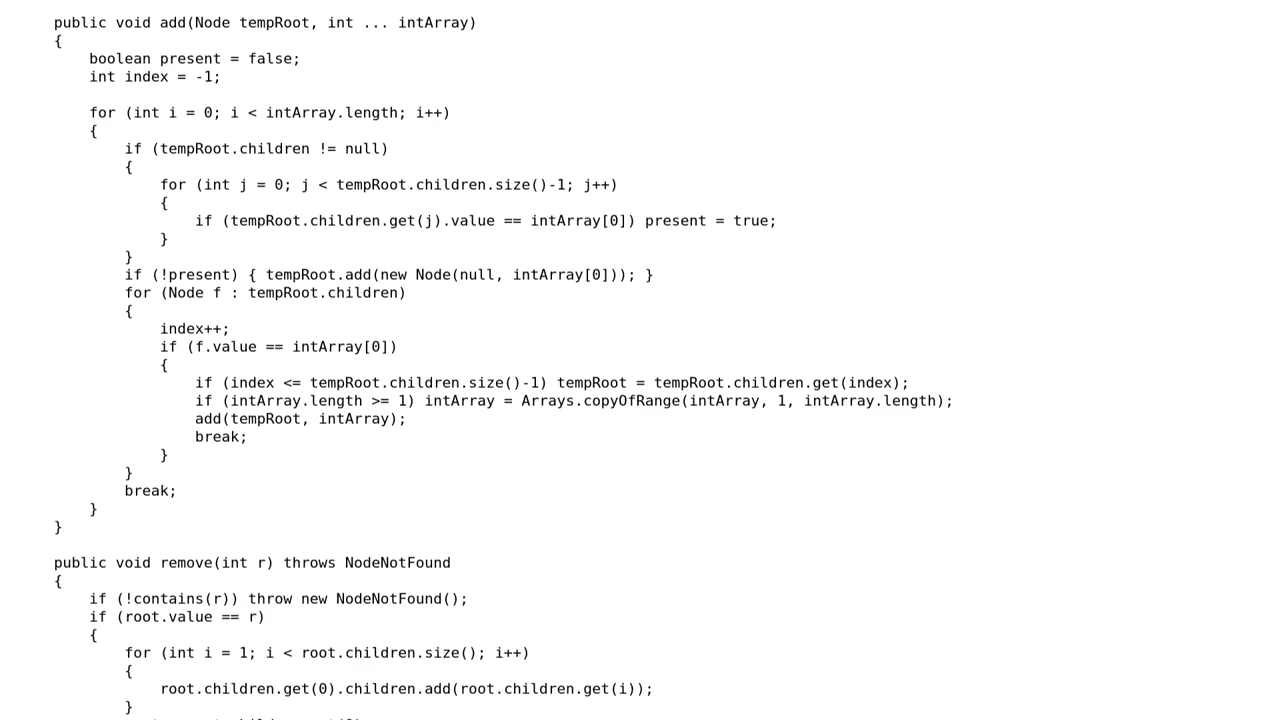 public void add(Node tempRoot, int ... intArray)
{
boolean present = false;
int index = -1;
for (int i = 0; i < intArray.length; i++)
{
if (tempRoot.children != null)
{
for (int j = 0; j < tempRoot.children.size()-1; j++)
{
if (tempRoot.children.get(j).value == intArray[0]) present = true;
}
}
if (!present) { tempRoot.add(new Node(null, intArray[0])); }
for (Node f : tempRoot.children)
{
index++;
if (f.value == intArray[0])
{
if (index <= tempRoot.children.size()-1) tempRoot = tempRoot.children.get(index);
if (intArray.length >= 1) intArray = Arrays.copyOfRange(intArray, 1, intArray.length);
add(tempRoot, intArray);
break;
}
}
break;
}
}
public void remove(int r) throws NodeNotFound
{
if (!contains(r)) throw new NodeNotFound();
if (root.value == r)
{
for (int i = 1; i < root.children.size(); i++)
{
root.children.get(0).children.add(root.children.get(i));
}